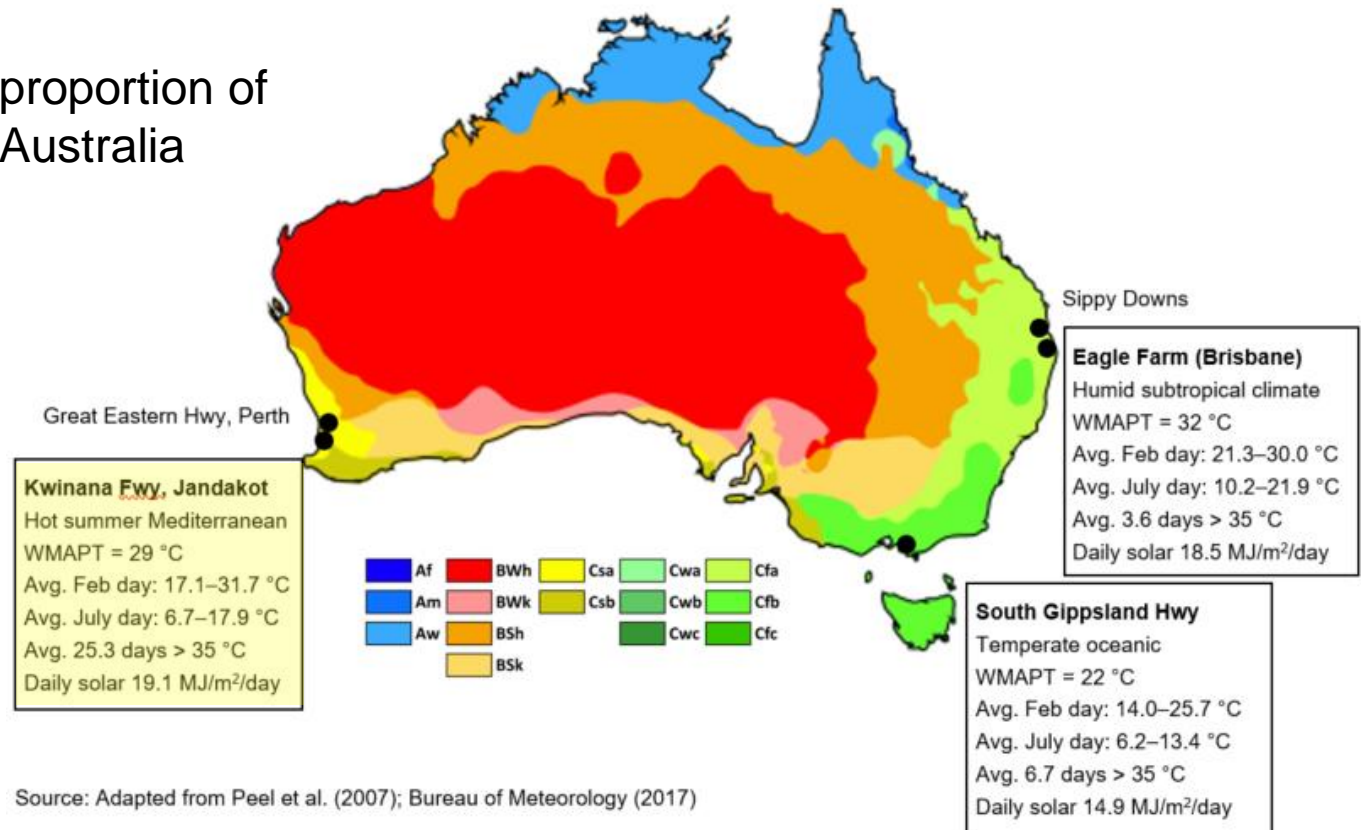 proportion of
Australia
Sippy Downs
Eagle Farm (Brisbane)
Humid subtropical climate
WMAPT = 32 °C
Avg. Feb day: 21.3–30.0 °C
Avg. July day: 10.2–21.9 °C
Avg. 3.6 days > 35 °C
Daily solar 18.5 MJ/m²/day
Great Eastern Hwy, Perth
Kwinana Fwy, Jandakot
Hot summer Mediterranean
WMAPT = 29 °C
Avg. Feb day: 17.1–31.7 °C
Avg. July day: 6.7–17.9 °C
Avg. 25.3 days > 35 °C
Daily solar 19.1 MJ/m²/day
Af BWh Csa Cwa Cfa
Am BWk Csb Cwb Cfb
Aw BSh Cwc Cfc
BSk
South Gippsland Hwy
Temperate oceanic
WMAPT = 22 °C
Avg. Feb day: 14.0–25.7 °C
Avg. July day: 6.2–13.4 °C
Avg. 6.7 days > 35 °C
Daily solar 14.9 MJ/m²/day
Source: Adapted from Peel et al. (2007); Bureau of Meteorology (2017)